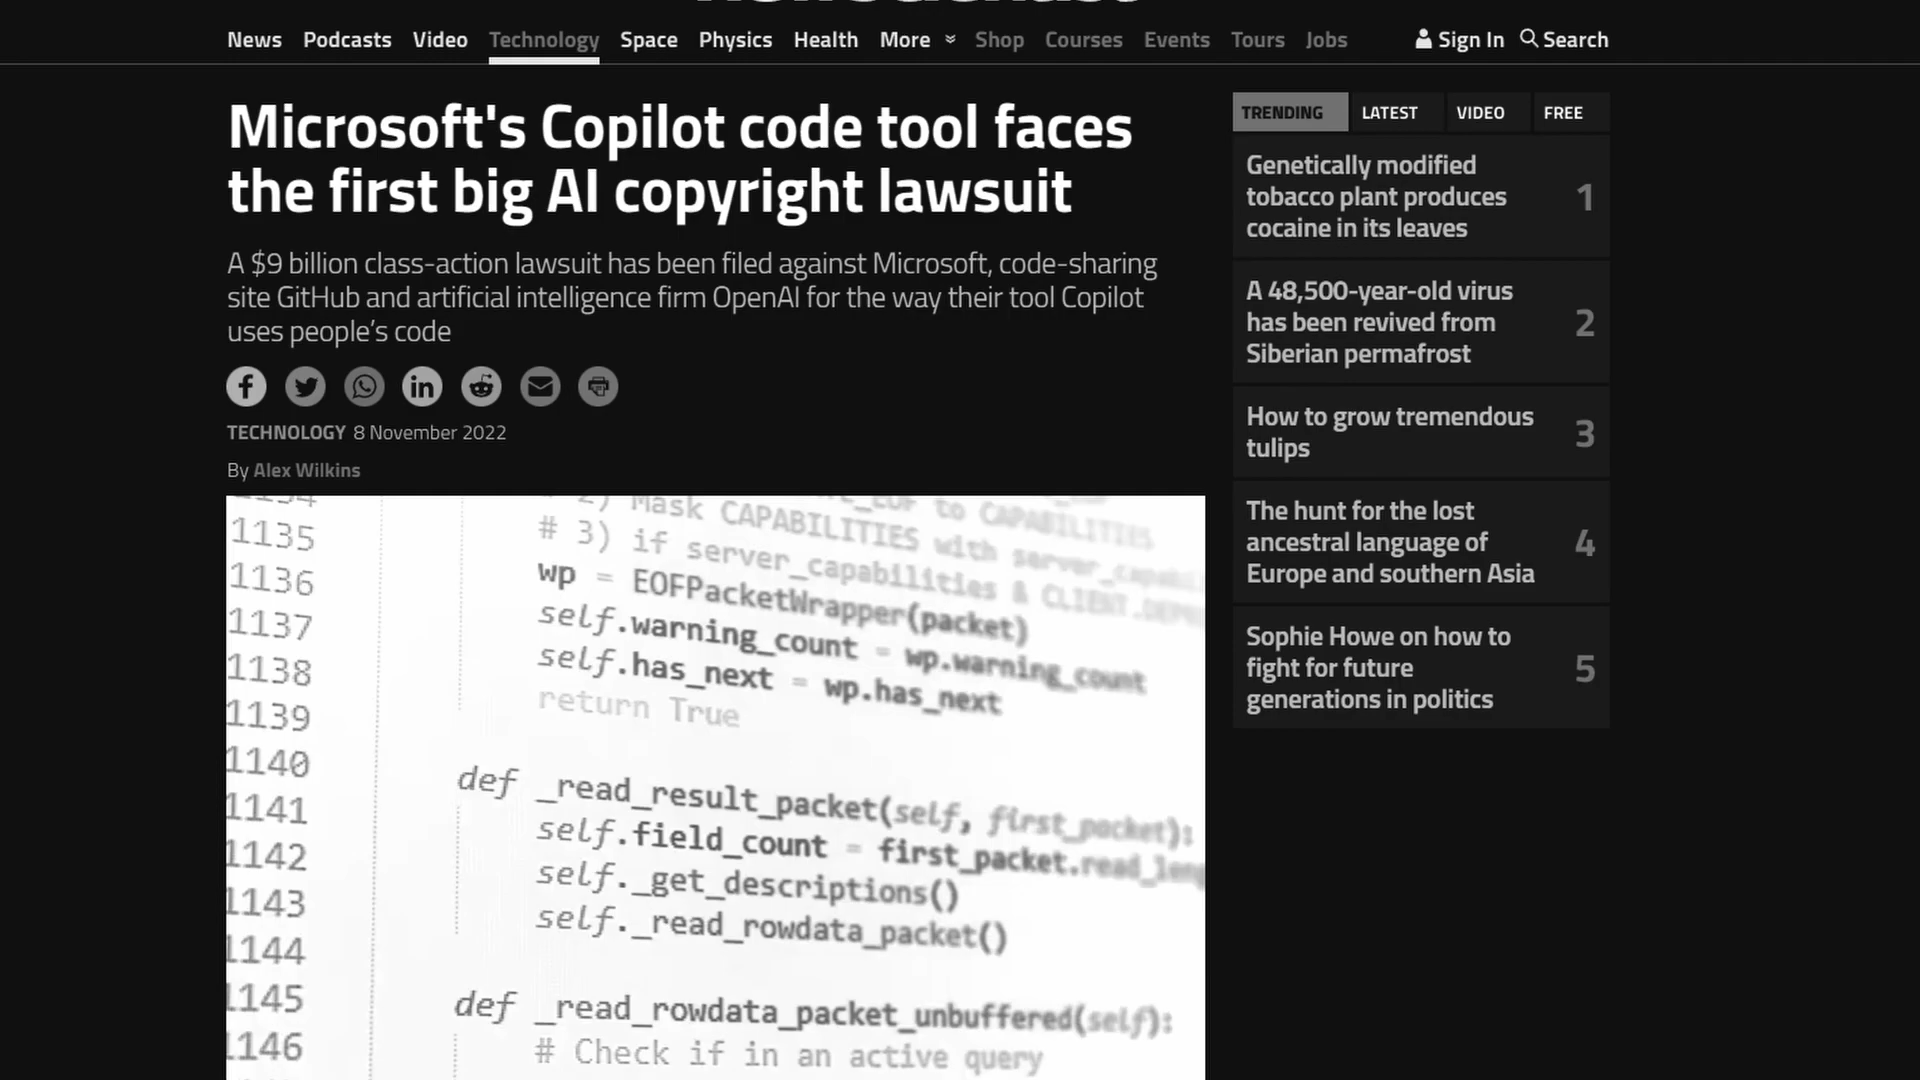 News Podcasts Video Technology Space Physics Health More Shop Courses Events Tours Jobs Sign In Search
Microsoft's Copilot code tool faces
the first big AI copyright lawsuit
A $9 billion class-action lawsuit has been filed against Microsoft, code-sharing
site GitHub and artificial intelligence firm OpenAI for the way their tool Copilot
uses people’s code
TECHNOLOGY 8 November 2022
By Alex Wilkins
TRENDING LATEST VIDEO FREE
Genetically modified
tobacco plant produces
cocaine in its leaves
1
A 48,500-year-old virus
has been revived from
Siberian permafrost
2
How to grow tremendous
tulips
3
The hunt for the lost
ancestral language of
Europe and southern Asia
4
Sophie Howe on how to
fight for future
generations in politics
5
1134 # 2) Mask CAPABILITIES
1135 # 3) if server_capabilities & CLIENT
1136 wp = EOFPacketWrapper(packet)
1137 self.warning_count = wp.warning_count
1138 self.has_next = wp.has_next
1139 return True
1140
1141 def _read_result_packet(self, first_packet):
1142 self.field_count = first_packet.
1143 self._get_descriptions()
1144 self._read_rowdata_packet()
1145
1146 def _read_rowdata_packet_unbuffered(self):
# Check if in an active query